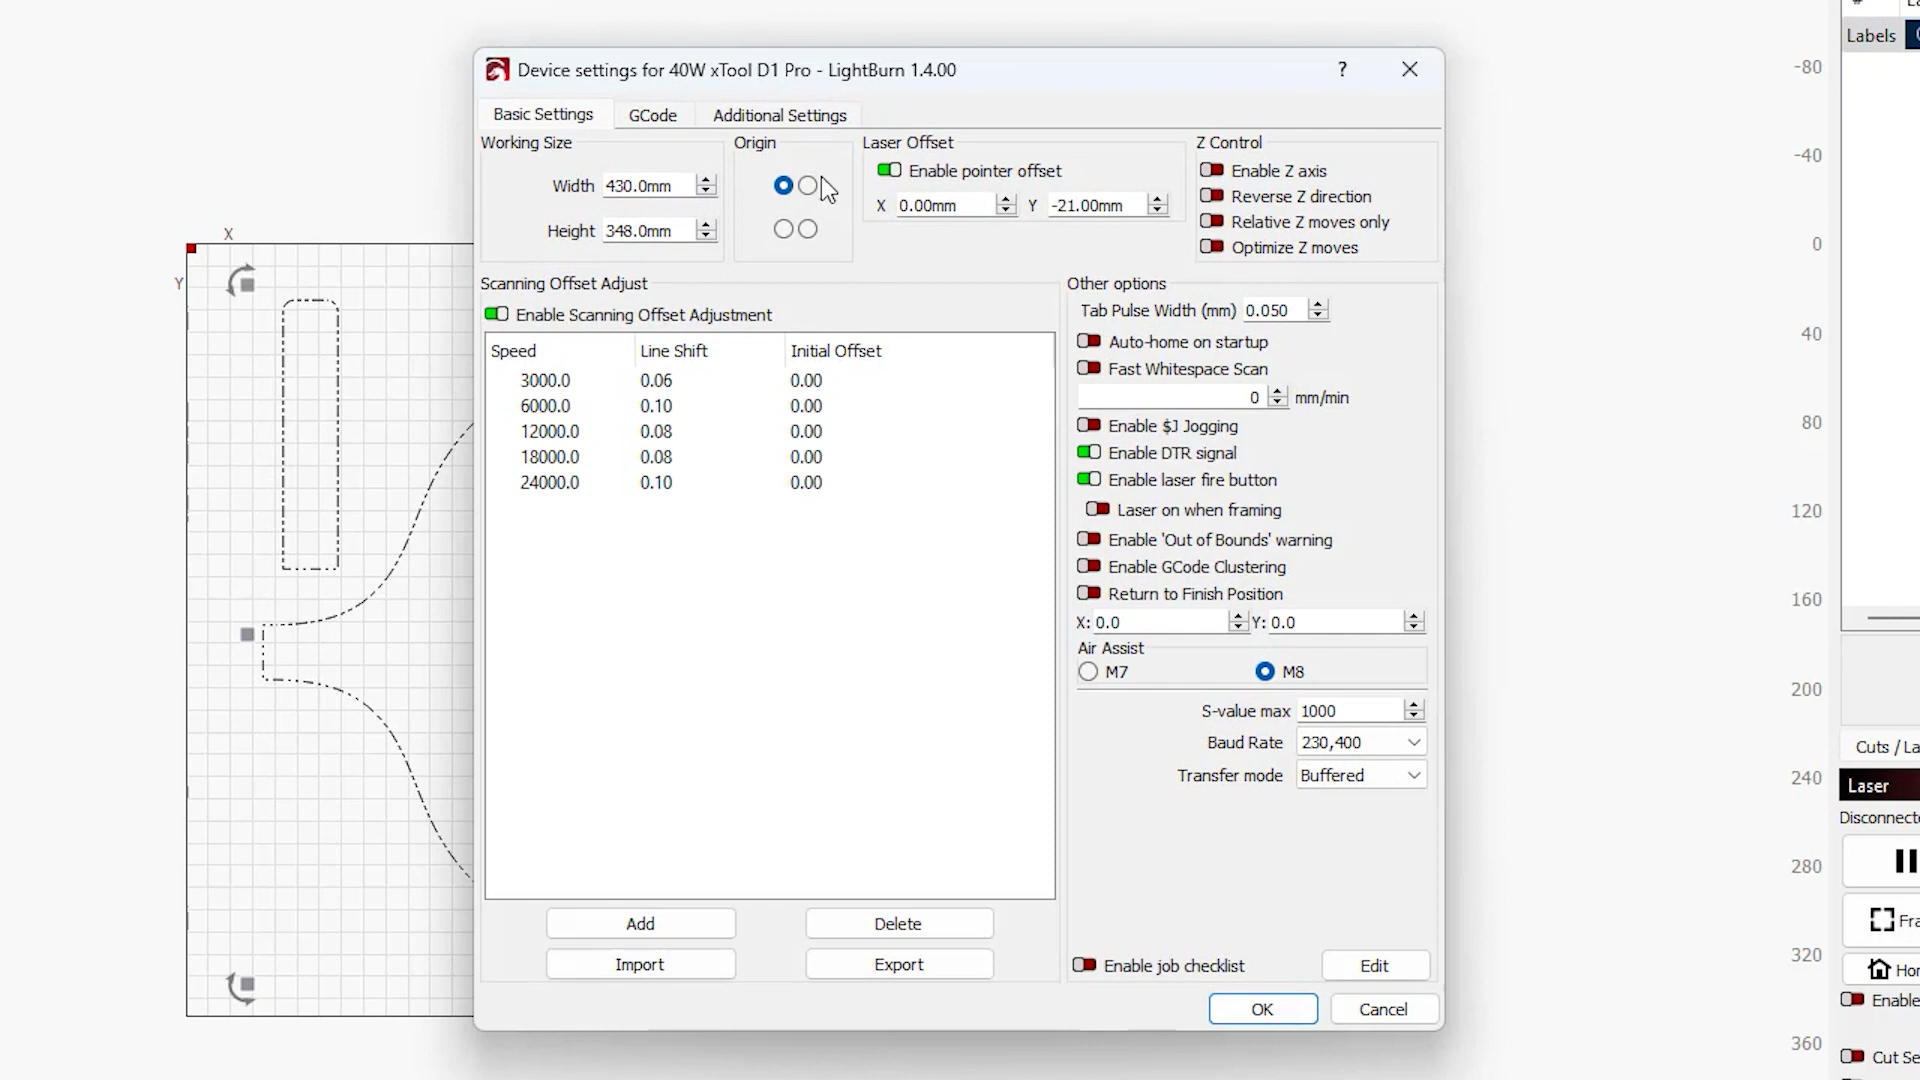 Device settings for 40W xTool D1 Pro - LightBurn 1.4.00
?
Basic Settings
GCode
Additional Settings
Working Size
Width 430.0mm
Height 348.0mm
Origin
Laser Offset
Enable pointer offset
X 0.00mm Y -21.00mm
Z Control
Enable Z axis
Reverse Z direction
Relative Z moves only
Optimize Z moves
Scanning Offset Adjust
Enable Scanning Offset Adjustment
Speed Line Shift Initial Offset
3000.0 0.06 0.00
6000.0 0.10 0.00
12000.0 0.08 0.00
18000.0 0.08 0.00
24000.0 0.10 0.00
Add Delete
Import Export
Other options
Tab Pulse Width (mm) 0.050
Auto-home on startup
Fast Whitespace Scan
0 mm/min
Enable $J Jogging
Enable DTR signal
Enable laser fire button
Laser on when framing
Enable 'Out of Bounds' warning
Enable GCode Clustering
Return to Finish Position
X: 0.0 Y: 0.0
Air Assist
M7 M8
S-value max 1000
Baud Rate 230,400
Transfer mode Buffered
Enable job checklist Edit
OK Cancel
X
Y
-80
-40
0
40
80
120
160
200
240
280
320
360
Labels
Cuts / La
Laser
Disconnecte
Fra
Hom
Enable
Cut Se